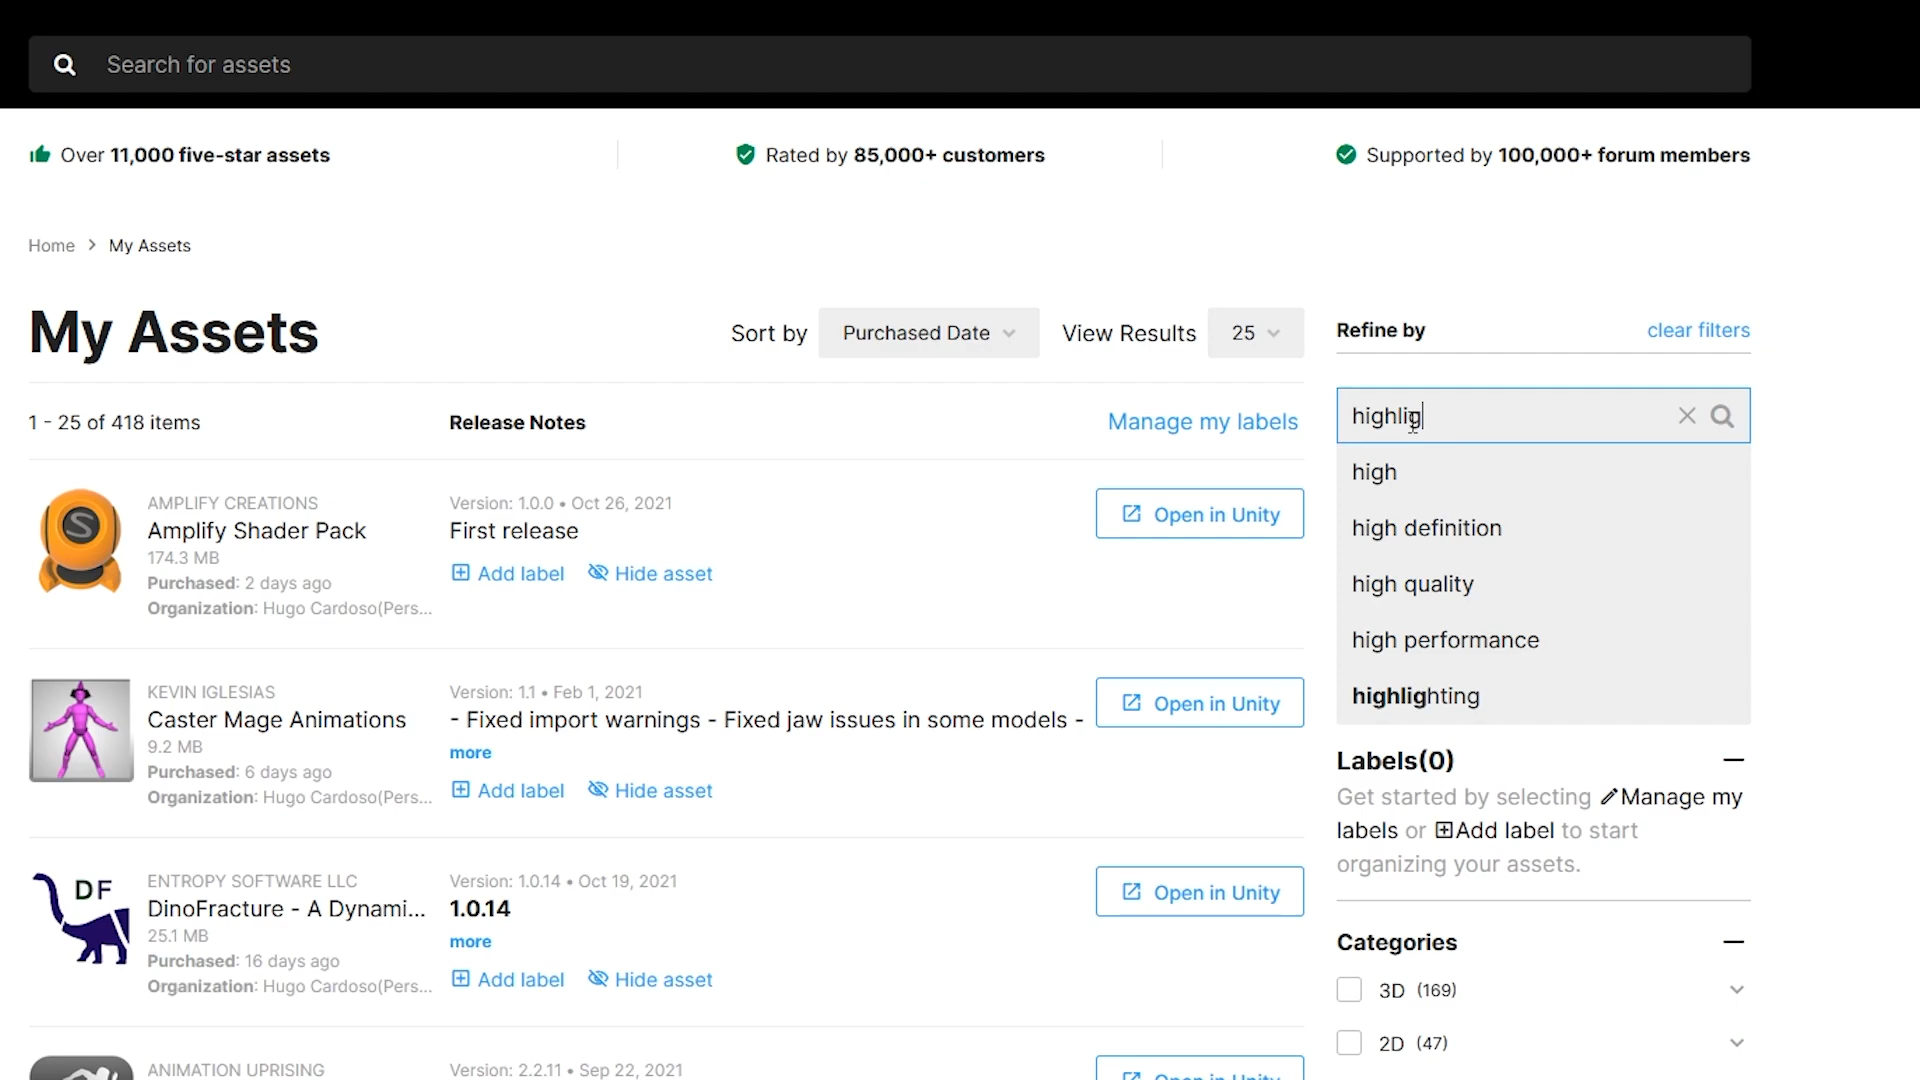 Search for assets
Over 11,000 five-star assets
Rated by 85,000+ customers
Supported by 100,000+ forum members
Home > My Assets
My Assets
Sort by Purchased Date
View Results 25
1 - 25 of 418 items
Release Notes
Manage my labels
AMPLIFY CREATIONS
Amplify Shader Pack
174.3 MB
Purchased: 2 days ago
Organization: Hugo Cardoso(Pers...
Version: 1.0.0 • Oct 26, 2021
First release
Add label Hide asset
Open in Unity
KEVIN IGLESIAS
Caster Mage Animations
9.2 MB
Purchased: 6 days ago
Organization: Hugo Cardoso(Pers...
Version: 1.1 • Feb 1, 2021
- Fixed import warnings - Fixed jaw issues in some models -
more
Add label Hide asset
Open in Unity
DF
ENTROPY SOFTWARE LLC
DinoFracture - A Dynami...
25.1 MB
Purchased: 16 days ago
Organization: Hugo Cardoso(Pers...
Version: 1.0.14 • Oct 19, 2021
1.0.14
more
Add label Hide asset
Open in Unity
ANIMATION UPRISING
Version: 2.2.11 • Sep 22, 2021
Open in Unity
Refine by
clear filters
highlig
high
high definition
high quality
high performance
highlighting
Labels(0)
Get started by selecting Manage my
labels or Add label to start
organizing your assets.
Categories
3D (169)
2D (47)